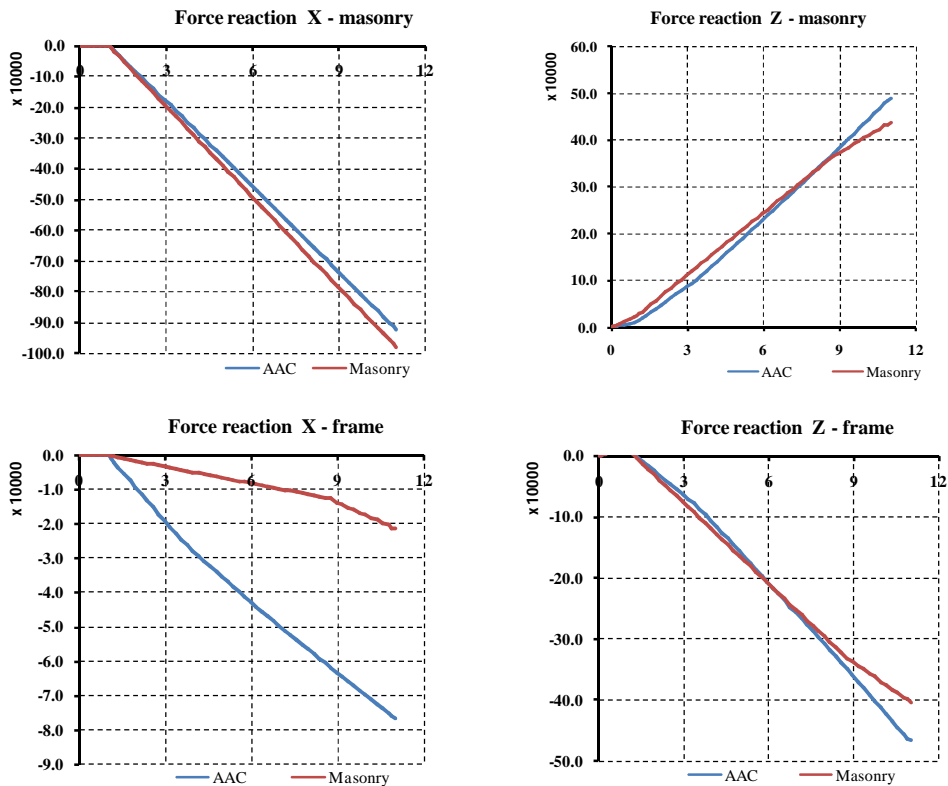 Force reaction X - masonry
x 10000
0.0
-10.0
-20.0
-30.0
-40.0
-50.0
-60.0
-70.0
-80.0
-90.0
-100.0
0 3 6 9 12
AAC Masonry
Force reaction Z - masonry
x 10000
60.0
50.0
40.0
30.0
20.0
10.0
0.0
0 3 6 9 12
AAC Masonry
Force reaction X - frame
x 10000
0.0
-1.0
-2.0
-3.0
-4.0
-5.0
-6.0
-7.0
-8.0
-9.0
0 3 6 9 12
AAC Masonry
Force reaction Z - frame
x 10000
0.0
-10.0
-20.0
-30.0
-40.0
-50.0
0 3 6 9 12
AAC Masonry